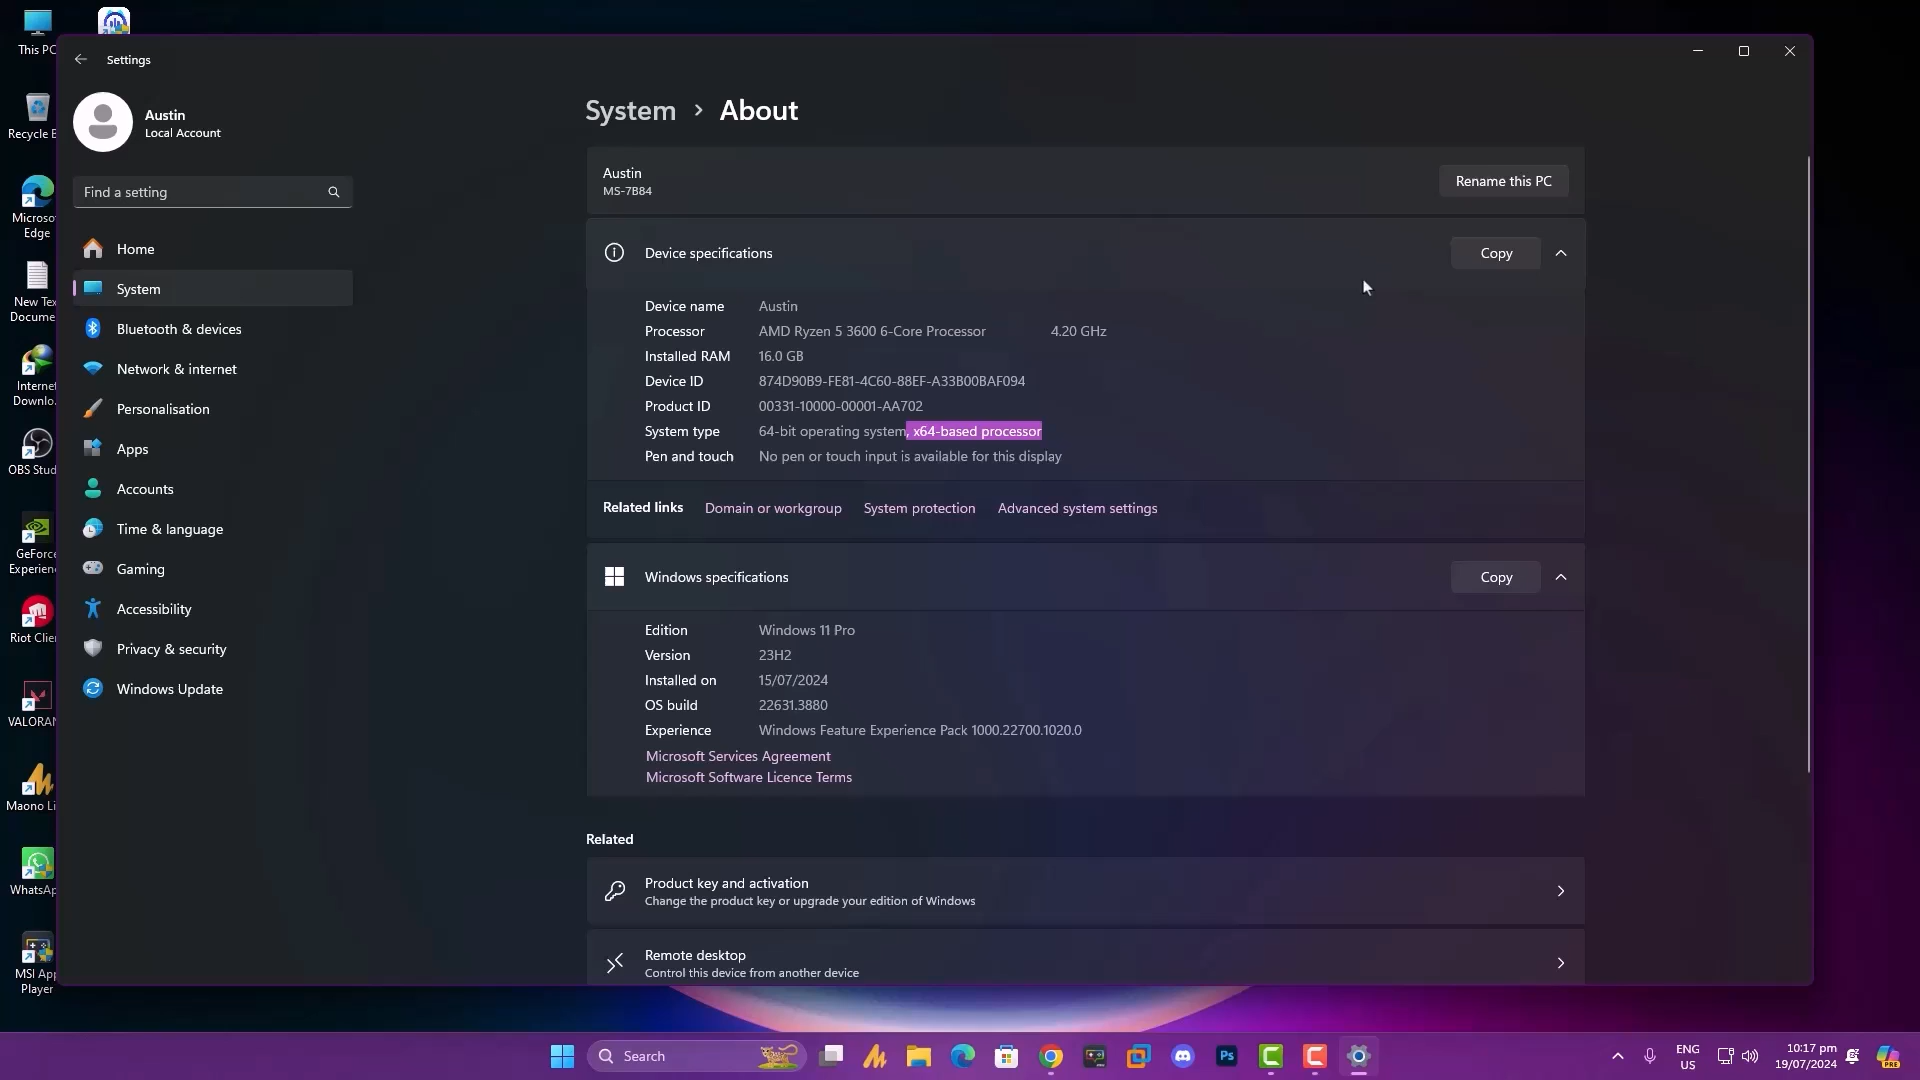 This PC
Settings
Austin
Local Account
System > About
Austin
MS-7B84
Rename this PC
Recycle
Find a setting
Microso
Edge
Home
Device specifications
Copy
New Tex
Docume
System
Device name Austin
Bluetooth & devices
Processor AMD Ryzen 5 3600 6-Core Processor 4.20 GHz
Installed RAM 16.0 GB
Network & internet
Device ID 874D90B9-FE81-4C60-88EF-A33B00BAF094
Interne
Downlo...
Personalisation
Product ID 00331-10000-00001-AA702
System type 64-bit operating system, x64-based processor
Apps
Pen and touch No pen or touch input is available for this display
OBS Stud
Accounts
Related links Domain or workgroup System protection Advanced system settings
Time & language
GeForce
Experien
Gaming
Windows specifications
Copy
Accessibility
Riot Clie
Edition Windows 11 Pro
Privacy & security
Version 23H2
Installed on 15/07/2024
Windows Update
OS build 22631.3880
VALORAN
Experience Windows Feature Experience Pack 1000.22700.1020.0
Microsoft Services Agreement
Microsoft Software Licence Terms
Maono Li
Related
WhatsAp
Product key and activation
Change the product key or upgrade your edition of Windows
Remote desktop
Control this device from another device
MSI App
Player
Search
Ps
ENG
US
10:17 pm
19/07/2024
PRE